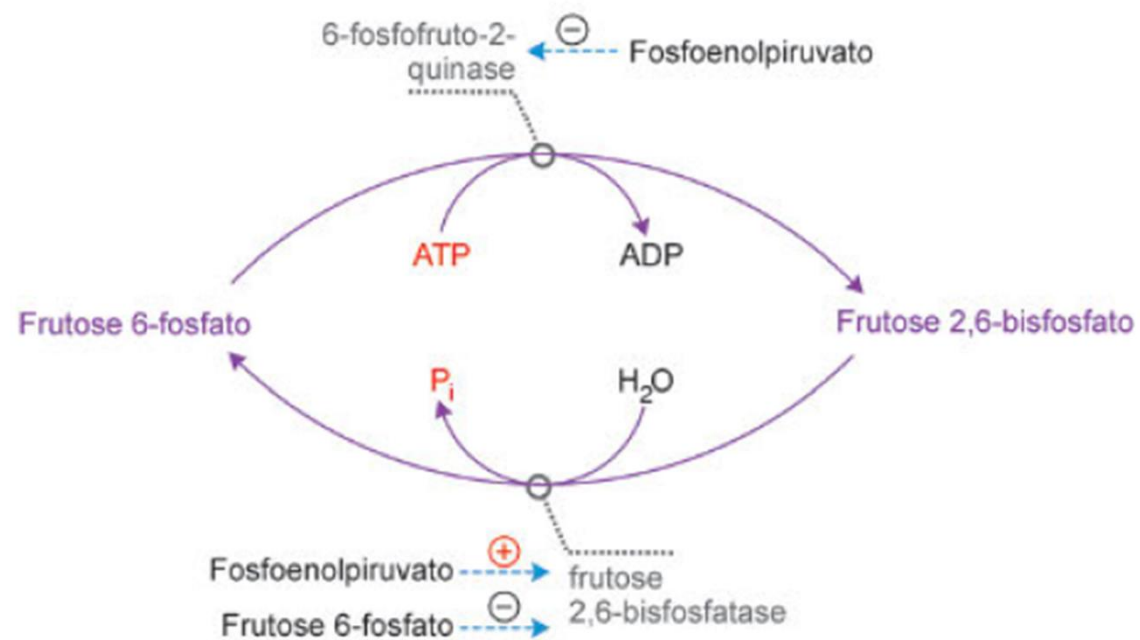 6-fosfofruto-2-
quinase
⊖
Fosfoenolpiruvato
ATP
ADP
Frutose 6-fosfato
Frutose 2,6-bisfosfato
Pi
H2O
Fosfoenolpiruvato
⊕
Frutose 6-fosfato
⊖
frutose
2,6-bisfosfatase